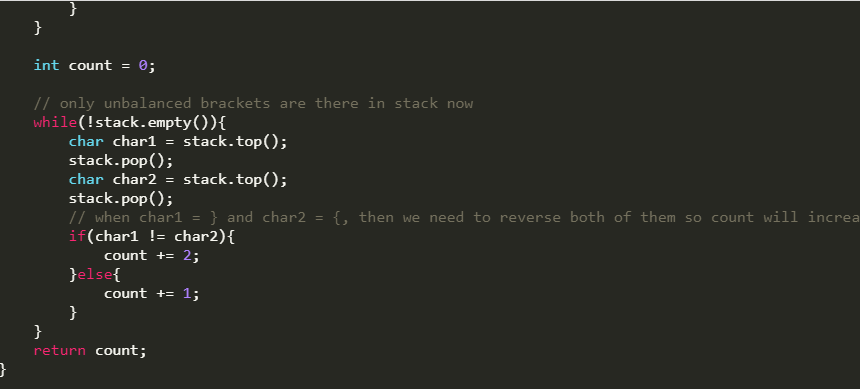 }
    }
    int count = 0;
    // only unbalanced brackets are there in stack now
    while(!stack.empty()){
        char char1 = stack.top();
        stack.pop();
        char char2 = stack.top();
        stack.pop();
        // when char1 = } and char2 = {, then we need to reverse both of them so count will increa
        if(char1 != char2){
            count += 2;
        }else{
            count += 1;
        }
    }
    return count;
}